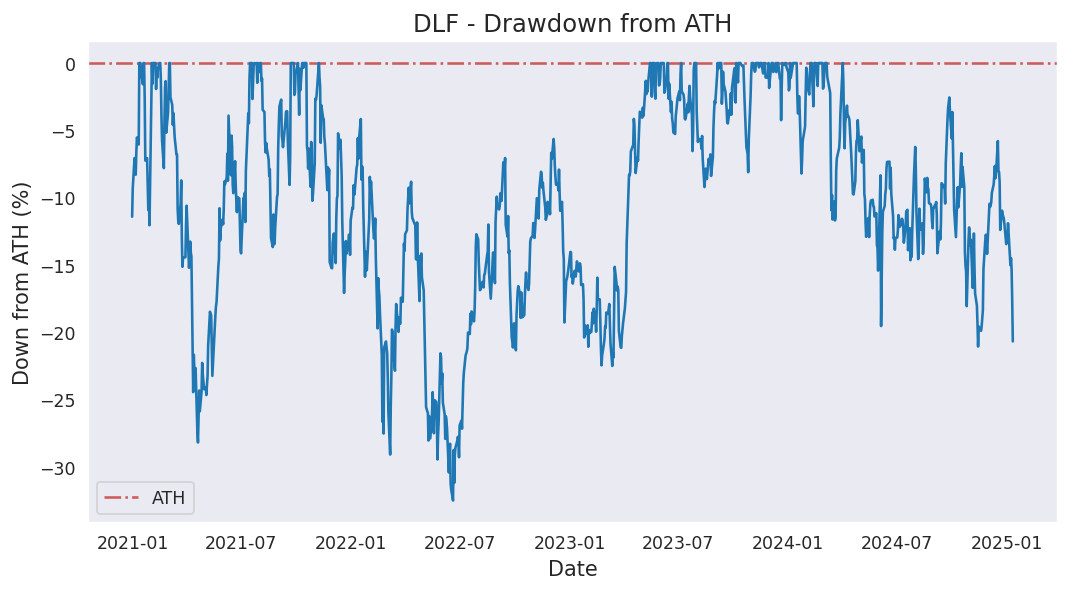 DLF - Drawdown from ATH
Down from ATH (%)
0
−5
−10
−15
−20
−25
−30
ATH
2021-01 2021-07 2022-01 2022-07 2023-01 2023-07 2024-01 2024-07 2025-01
Date